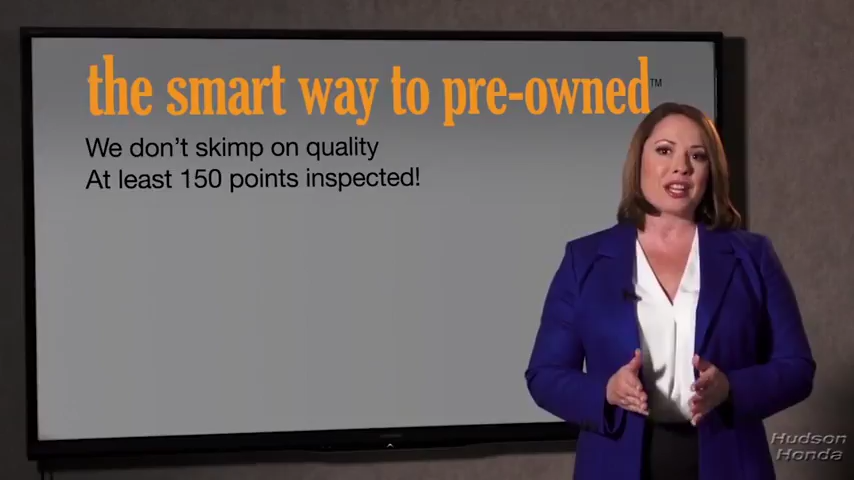 the smart way to pre-owned™
We don't skimp on quality
At least 150 points inspected!
Hudson
Honda